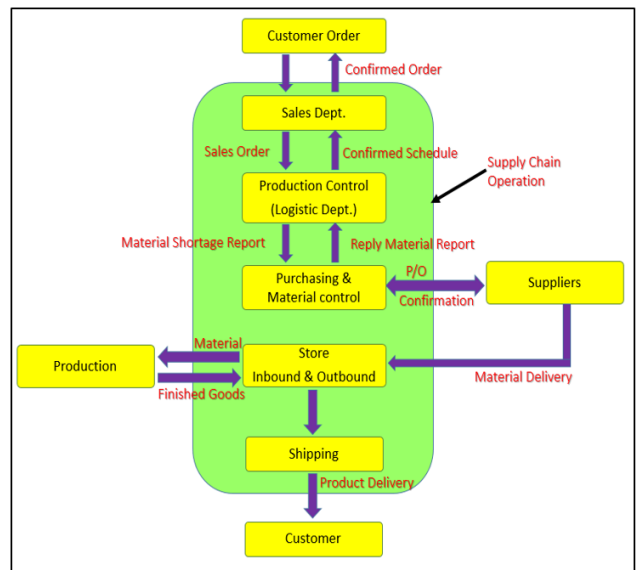 Customer Order
Confirmed Order
Sales Dept.
Sales Order
Confirmed Schedule
Supply Chain
Operation
Production Control
(Logistic Dept.)
Material Shortage Report
Reply Material Report
P/O
Purchasing &
Material control
Confirmation
Suppliers
Material
Production
Store
Inbound & Outbound
Finished Goods
Material Delivery
Shipping
Product Delivery
Customer